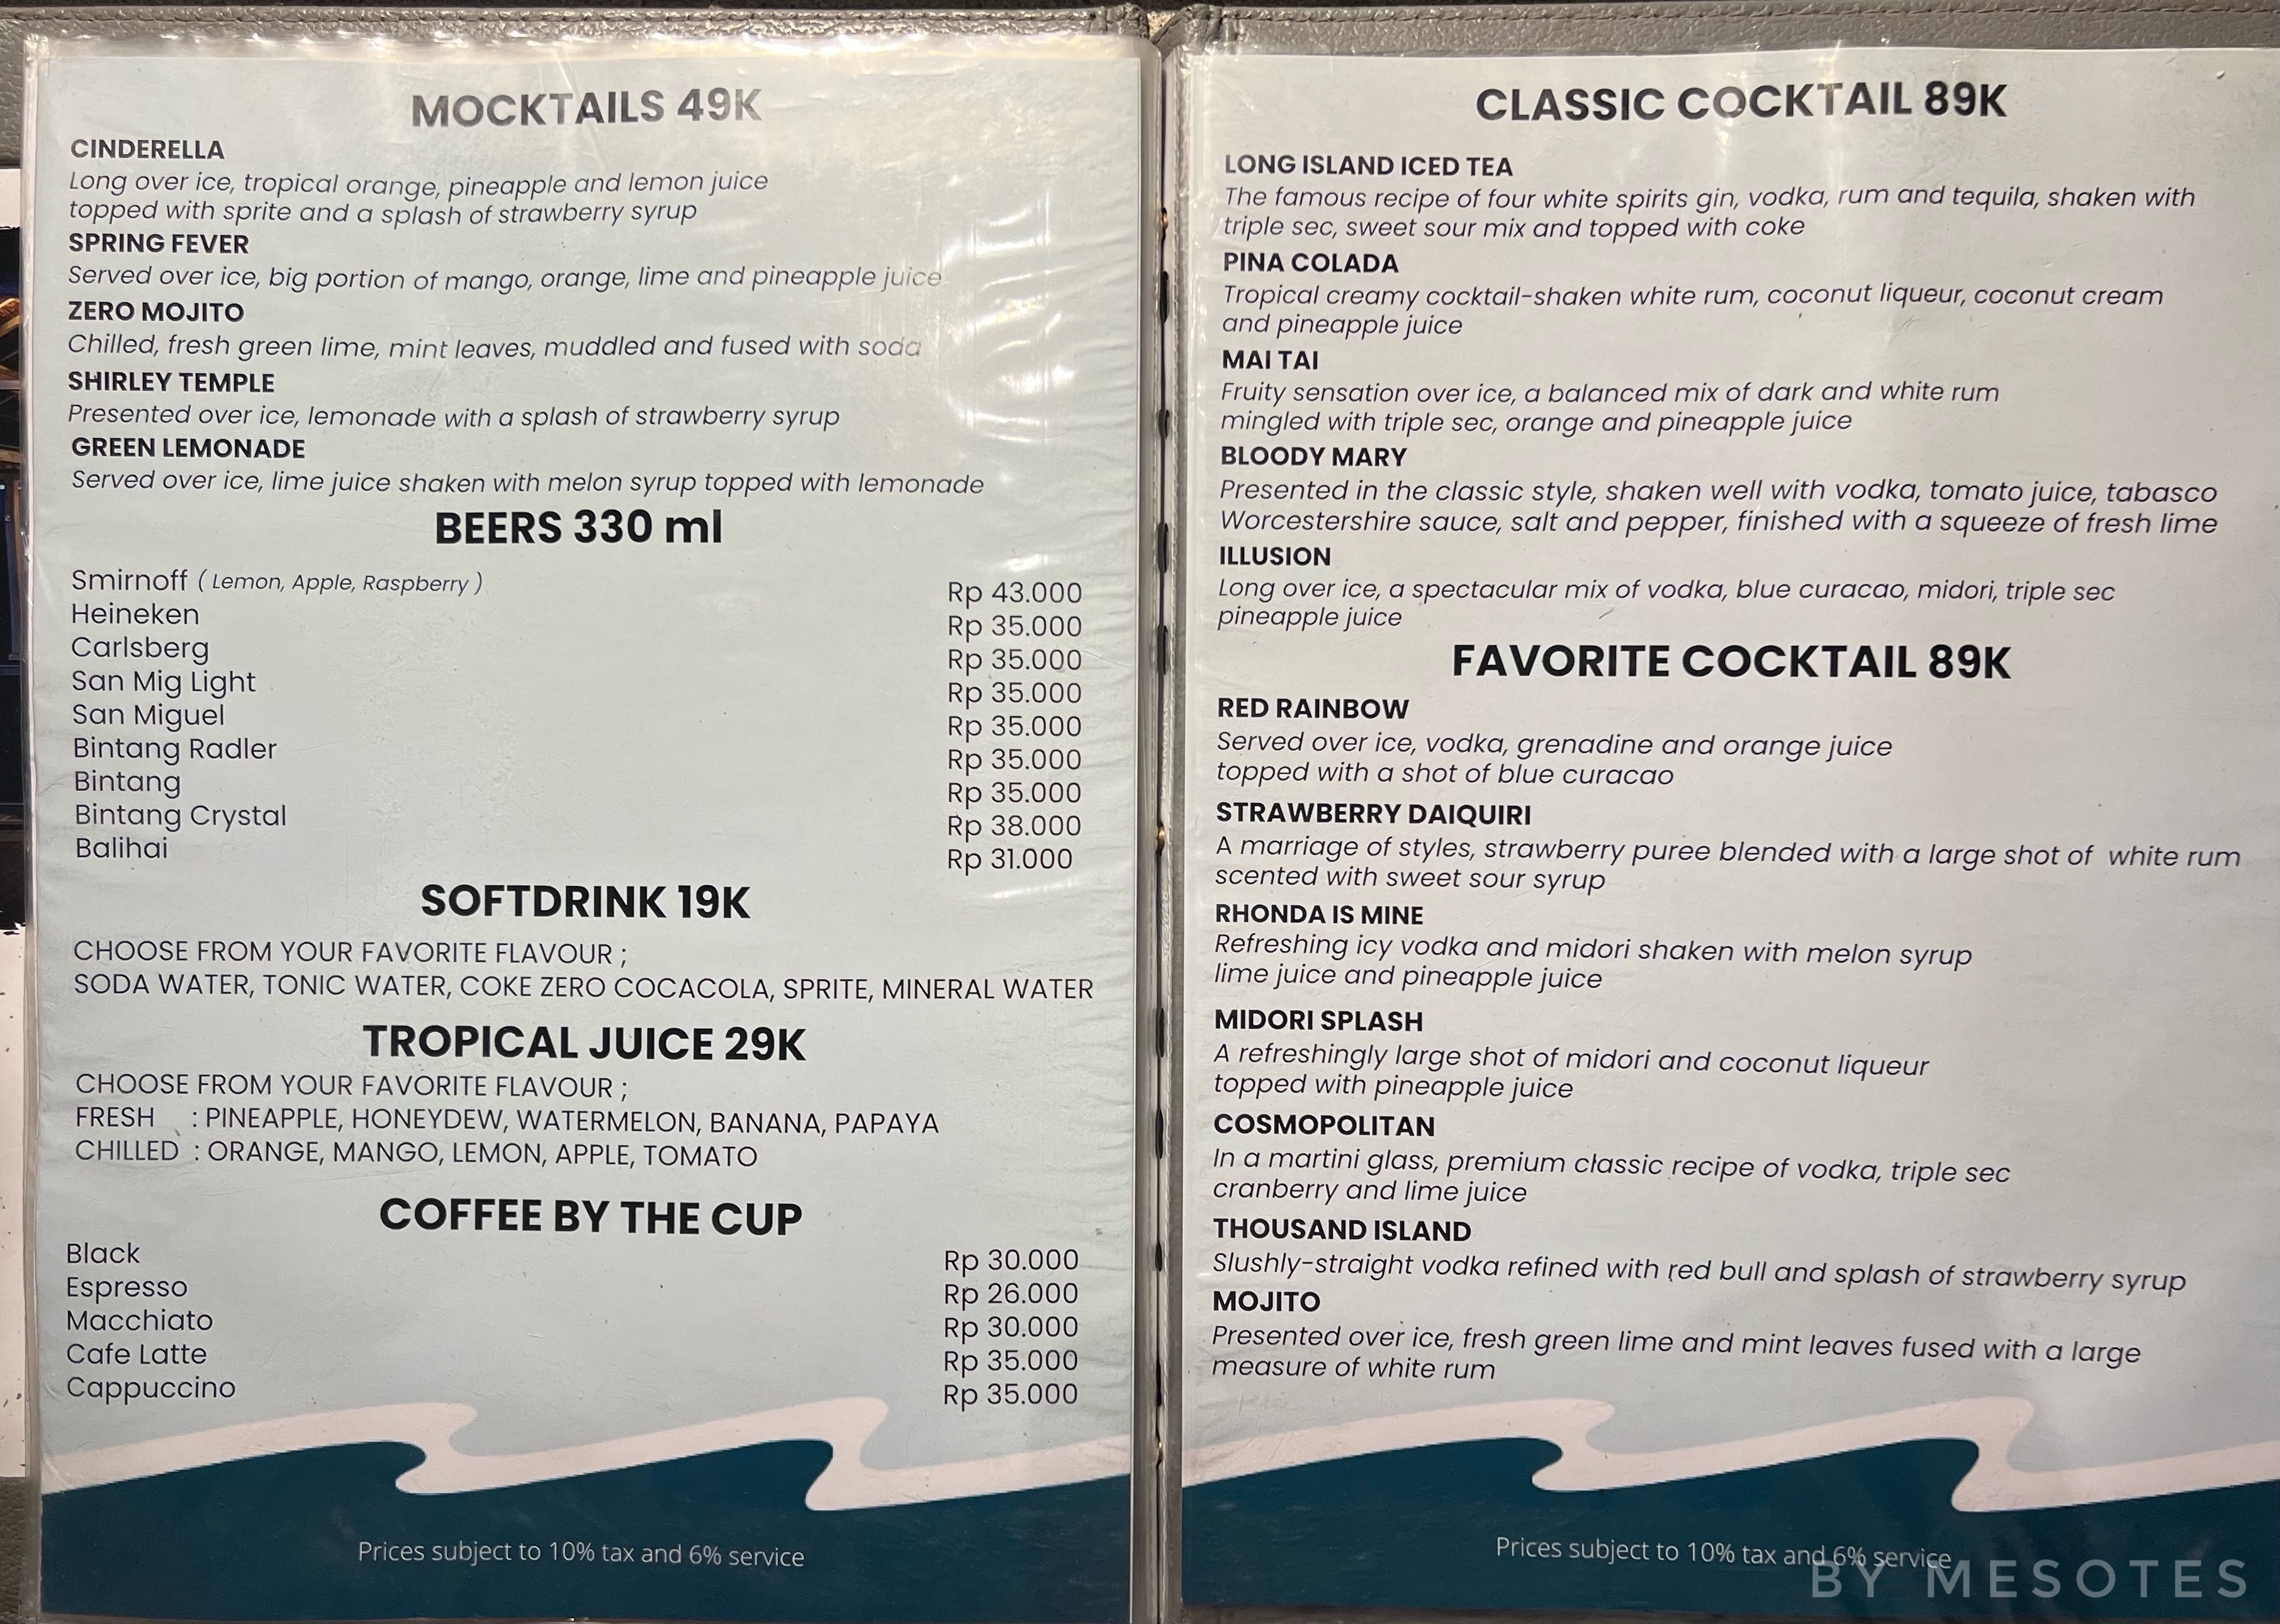 MOCKTAILS 49K
CINDERELLA
Long over ice, tropical orange, pineapple and lemon juice
topped with sprite and a splash of strawberry syrup
SPRING FEVER
Served over ice, big portion of mango, orange, lime and pineapple juice
ZERO MOJITO
Chilled, fresh green lime, mint leaves, muddled and fused with soda
SHIRLEY TEMPLE
Presented over ice, lemonade with a splash of strawberry syrup
GREEN LEMONADE
Served over ice, lime juice shaken with melon syrup topped with lemonade
BEERS 330 ml
Smirnoff ( Lemon, Apple, Raspberry ) Rp 43.000
Heineken Rp 35.000
Carlsberg Rp 35.000
San Mig Light Rp 35.000
San Miguel Rp 35.000
Bintang Radler Rp 35.000
Bintang Rp 35.000
Bintang Crystal Rp 38.000
Balihai Rp 31.000
SOFTDRINK 19K
CHOOSE FROM YOUR FAVORITE FLAVOUR ;
SODA WATER, TONIC WATER, COKE ZERO COCACOLA, SPRITE, MINERAL WATER
TROPICAL JUICE 29K
CHOOSE FROM YOUR FAVORITE FLAVOUR ;
FRESH : PINEAPPLE, HONEYDEW, WATERMELON, BANANA, PAPAYA
CHILLED : ORANGE, MANGO, LEMON, APPLE, TOMATO
COFFEE BY THE CUP
Black Rp 30.000
Espresso Rp 26.000
Macchiato Rp 30.000
Cafe Latte Rp 35.000
Cappuccino Rp 35.000
Prices subject to 10% tax and 6% service
CLASSIC COCKTAIL 89K
LONG ISLAND ICED TEA
The famous recipe of four white spirits gin, vodka, rum and tequila, shaken with
triple sec, sweet sour mix and topped with coke
PINA COLADA
Tropical creamy cocktail-shaken white rum, coconut liqueur, coconut cream
and pineapple juice
MAI TAI
Fruity sensation over ice, a balanced mix of dark and white rum
mingled with triple sec, orange and pineapple juice
BLOODY MARY
Presented in the classic style, shaken well with vodka, tomato juice, tabasco
Worcestershire sauce, salt and pepper, finished with a squeeze of fresh lime
ILLUSION
Long over ice, a spectacular mix of vodka, blue curacao, midori, triple sec
pineapple juice
FAVORITE COCKTAIL 89K
RED RAINBOW
Served over ice, vodka, grenadine and orange juice
topped with a shot of blue curacao
STRAWBERRY DAIQUIRI
A marriage of styles, strawberry puree blended with a large shot of white rum
scented with sweet sour syrup
RHONDA IS MINE
Refreshing icy vodka and midori shaken with melon syrup
lime juice and pineapple juice
MIDORI SPLASH
A refreshingly large shot of midori and coconut liqueur
topped with pineapple juice
COSMOPOLITAN
In a martini glass, premium classic recipe of vodka, triple sec
cranberry and lime juice
THOUSAND ISLAND
Slushly-straight vodka refined with red bull and splash of strawberry syrup
MOJITO
Presented over ice, fresh green lime and mint leaves fused with a large
measure of white rum
Prices subject to 10% tax and 6% service
BY MESOTES